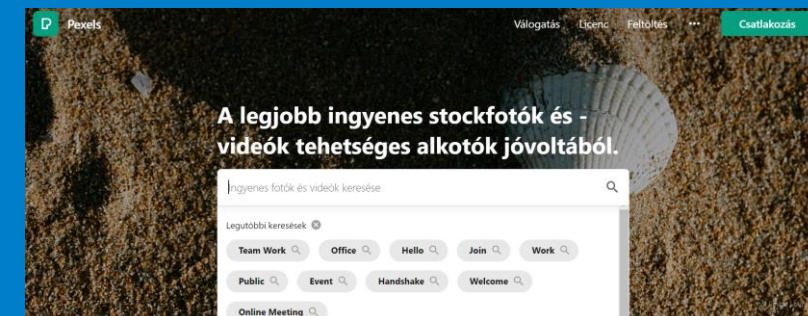 Pexels
Válogatás Licenc Feltöltés ··· Csatlakozás
A legjobb ingyenes stockfotók és -
videók tehetséges alkotók jóvoltából.
Ingyenes fotók és videók keresése
Legutóbbi keresések
Team Work Office Hello Join Work
Public Event Handshake Welcome
Online Meeting